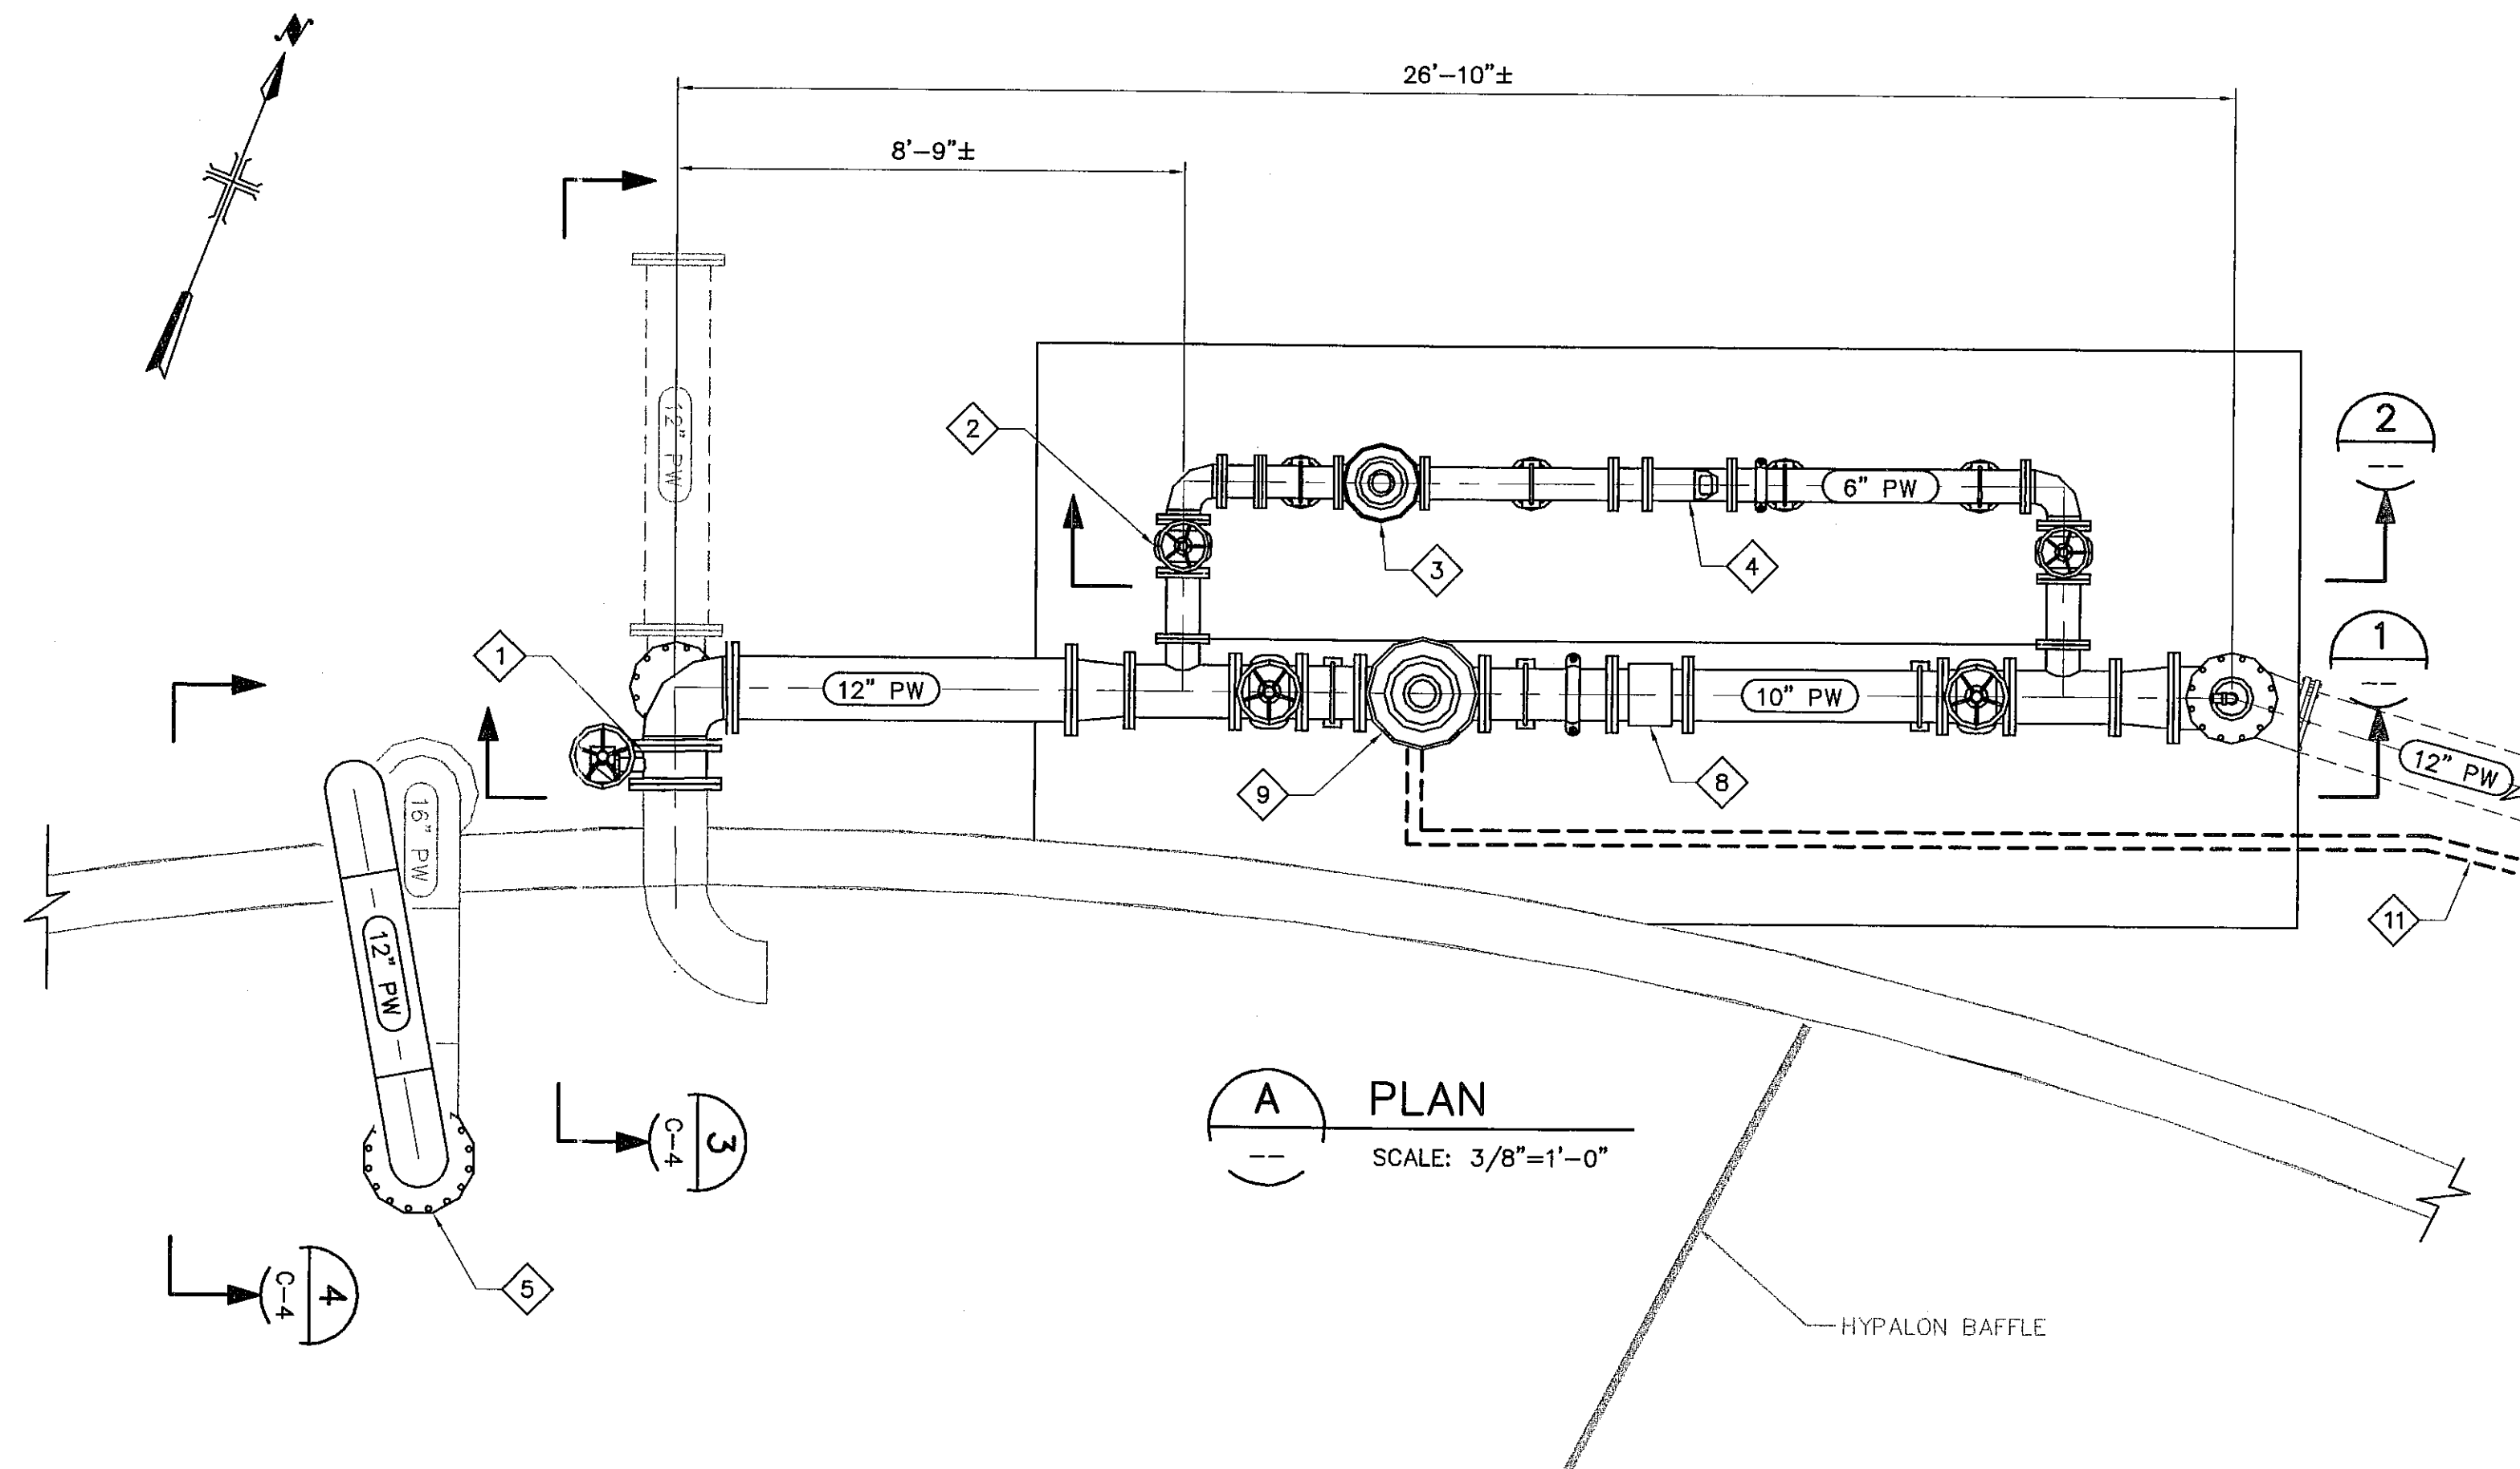 N
26'-10"±
8'-9"±
12" PW
2
2
--
6" PW
3
4
1
1
--
12" PW
10" PW
12" PW
9
8
16" PW
11
12" PW
3
C-4
A
--
PLAN
SCALE: 3/8"=1'-0"
4
C-4
5
HYPALON BAFFLE